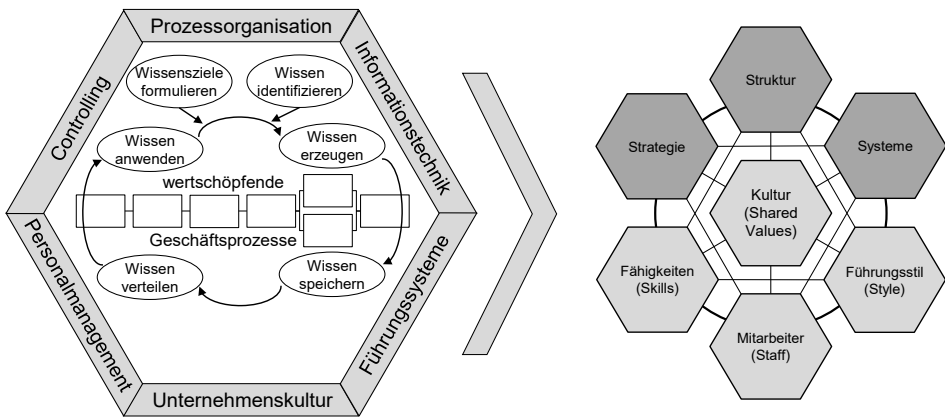 Prozessorganisation
Controlling
Informationstechnik
Wissensziele
formulieren
Wissen
identifizieren
Wissen
anwenden
Wissen
erzeugen
wertschöpfende
Geschäftsprozesse
Wissen
verteilen
Wissen
speichern
Personalmanagement
Führungssysteme
Unternehmenskultur
Struktur
Strategie
Systeme
Kultur
(Shared
Values)
Fähigkeiten
(Skills)
Führungsstil
(Style)
Mitarbeiter
(Staff)